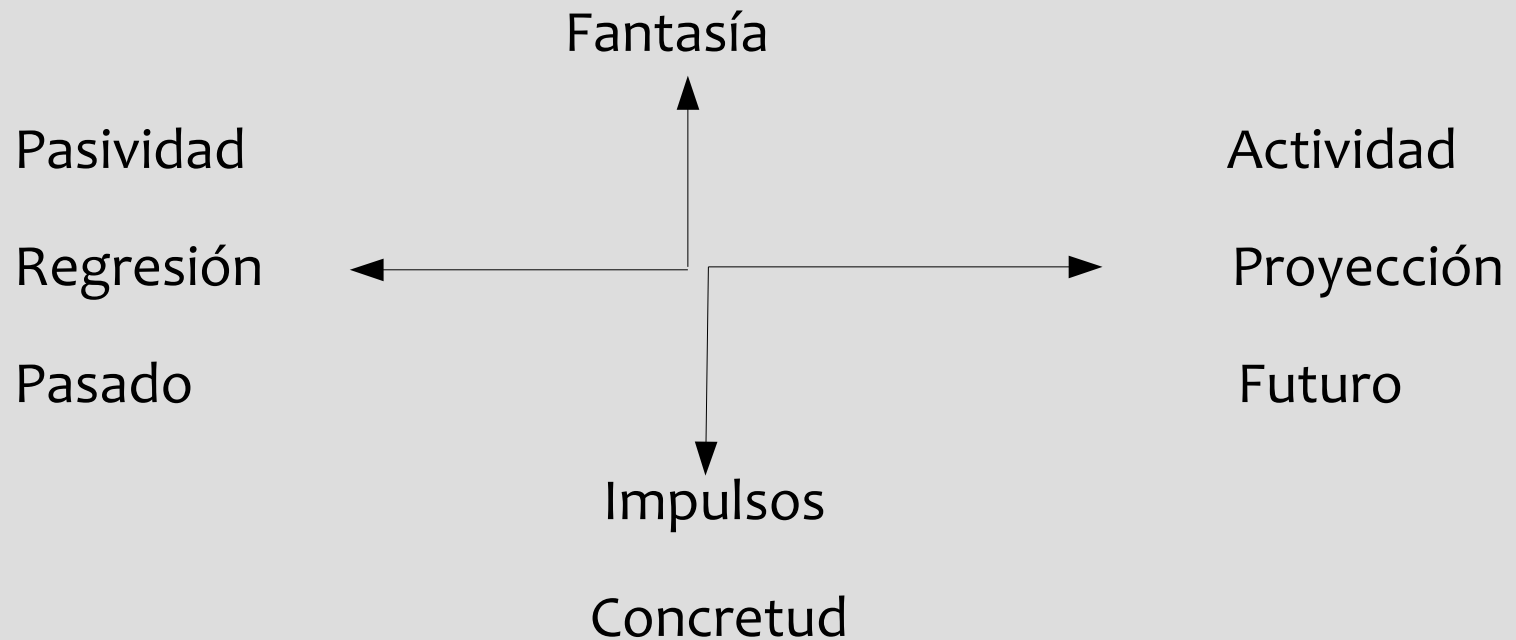 Fantasía
Pasividad
Actividad
Regresión
Proyección
Pasado
Futuro
Impulsos
Concretud